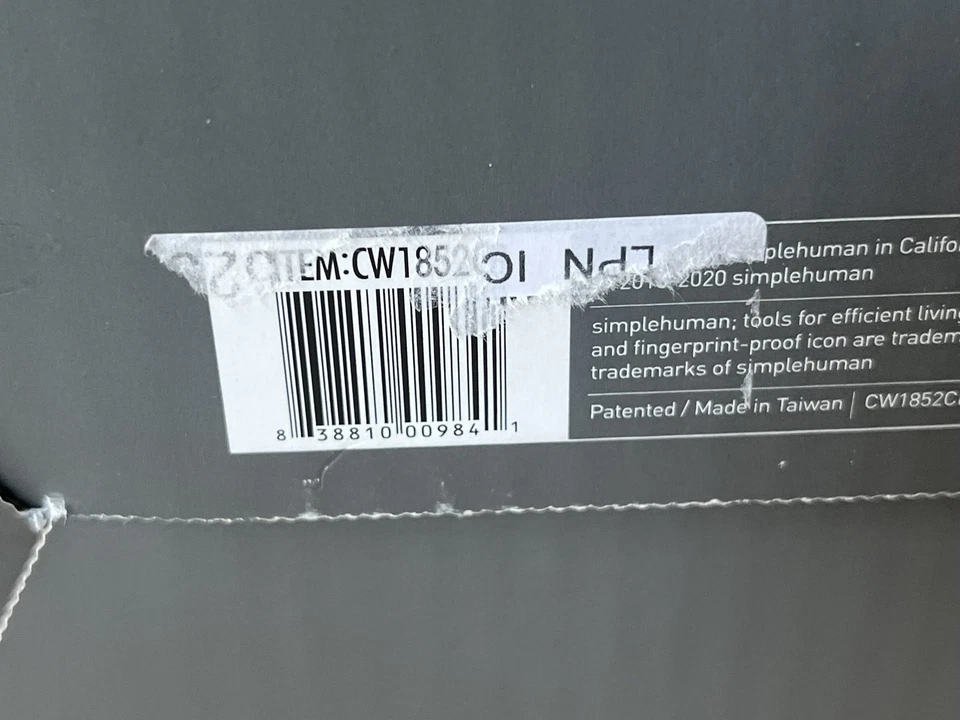 ITEM:CW1852
LPN
8 38810 00984 1
plehuman in Califo
2020 simplehuman
simplehuman; tools for efficient living
and fingerprint-proof icon are tradem
trademarks of simplehuman
Patented / Made in Taiwan | CW1852C